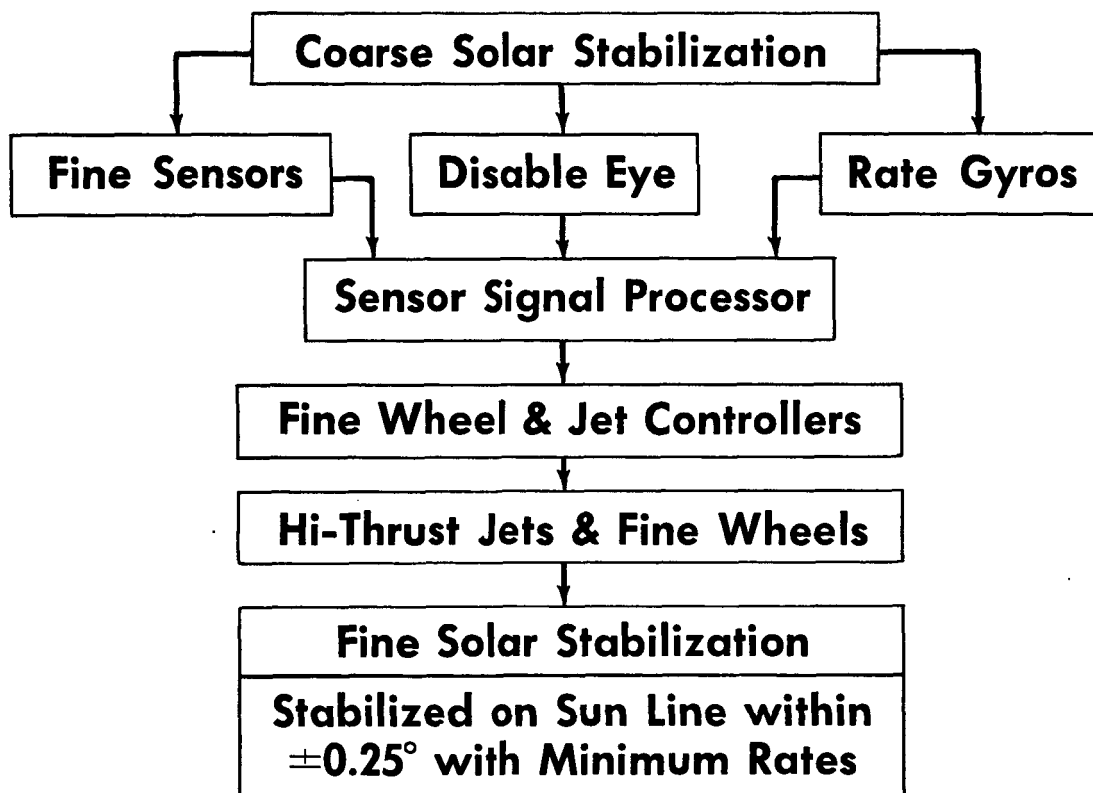 Coarse Solar Stabilization
Fine Sensors
Disable Eye
Rate Gyros
Sensor Signal Processor
Fine Wheel & Jet Controllers
Hi-Thrust Jets & Fine Wheels
Fine Solar Stabilization
Stabilized on Sun Line within
±0.25° with Minimum Rates